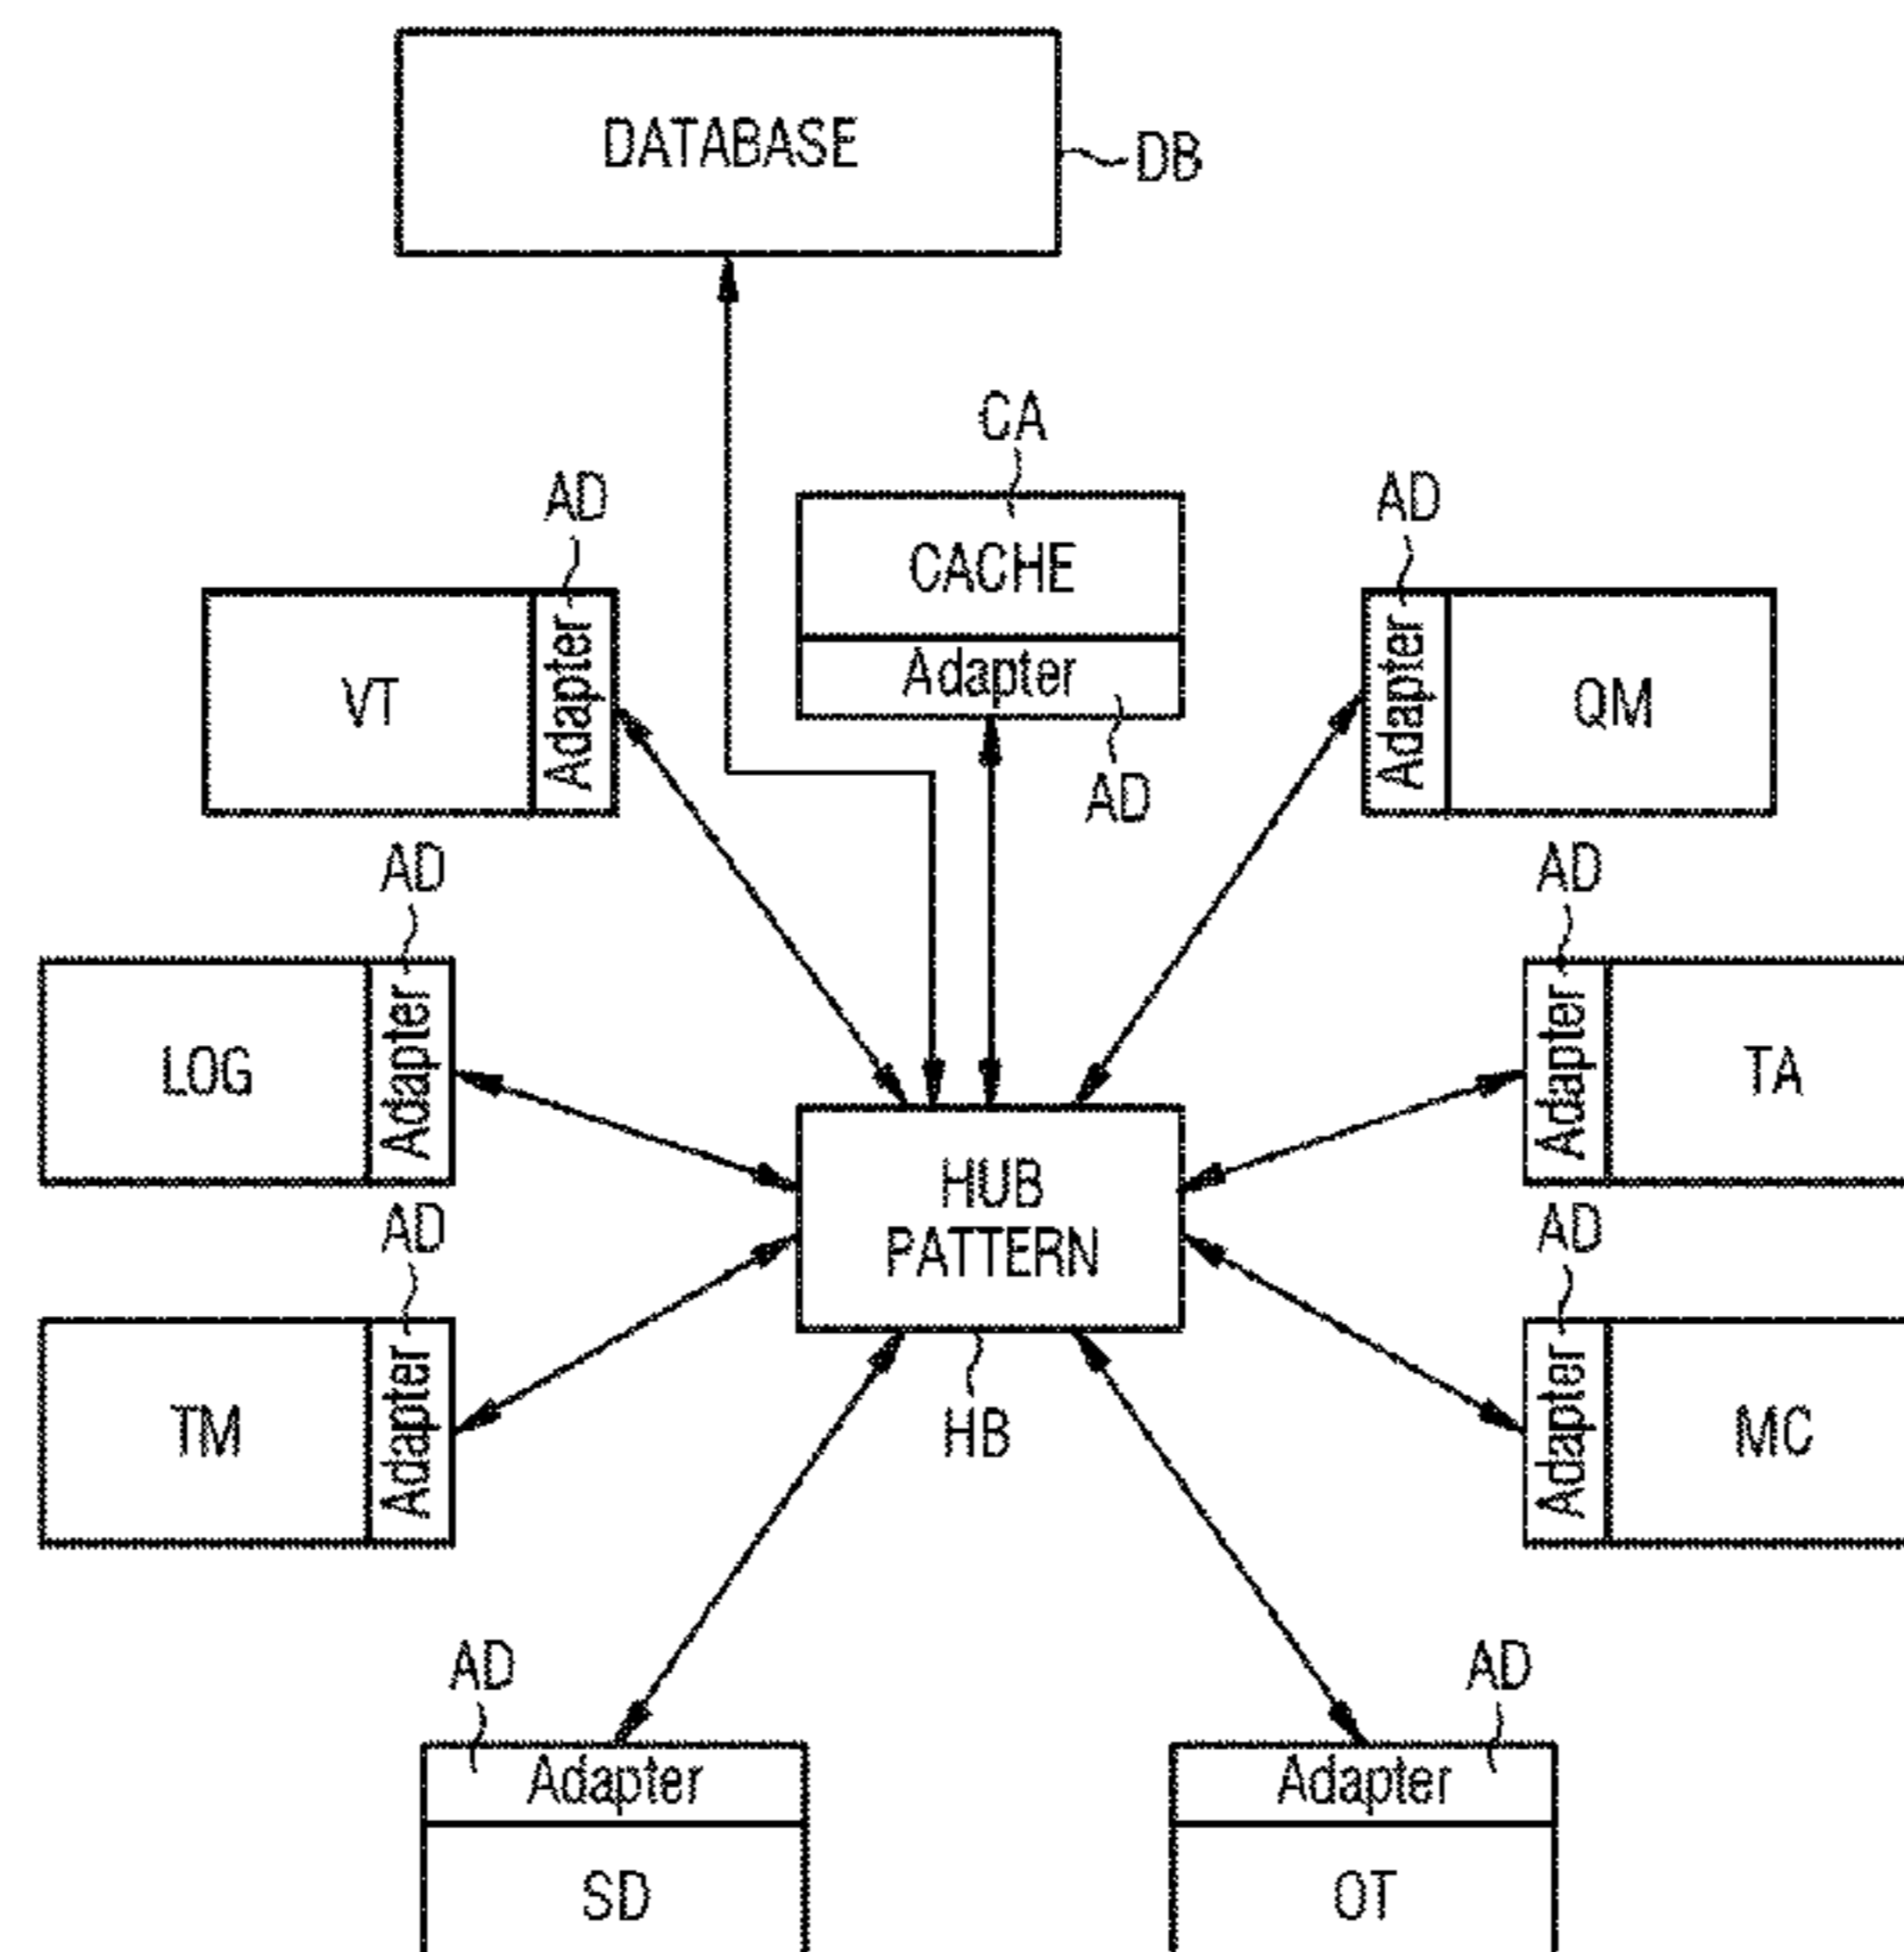 DATABASE
DB
CA
AD
AD
CACHE
Adapter
VT
Adapter
Adapter
QM
AD
AD
AD
LOG
Adapter
Adapter
TA
HUB
PATTERN
AD
AD
TM
Adapter
HB
Adapter
MC
AD
AD
Adapter
Adapter
SD
OT